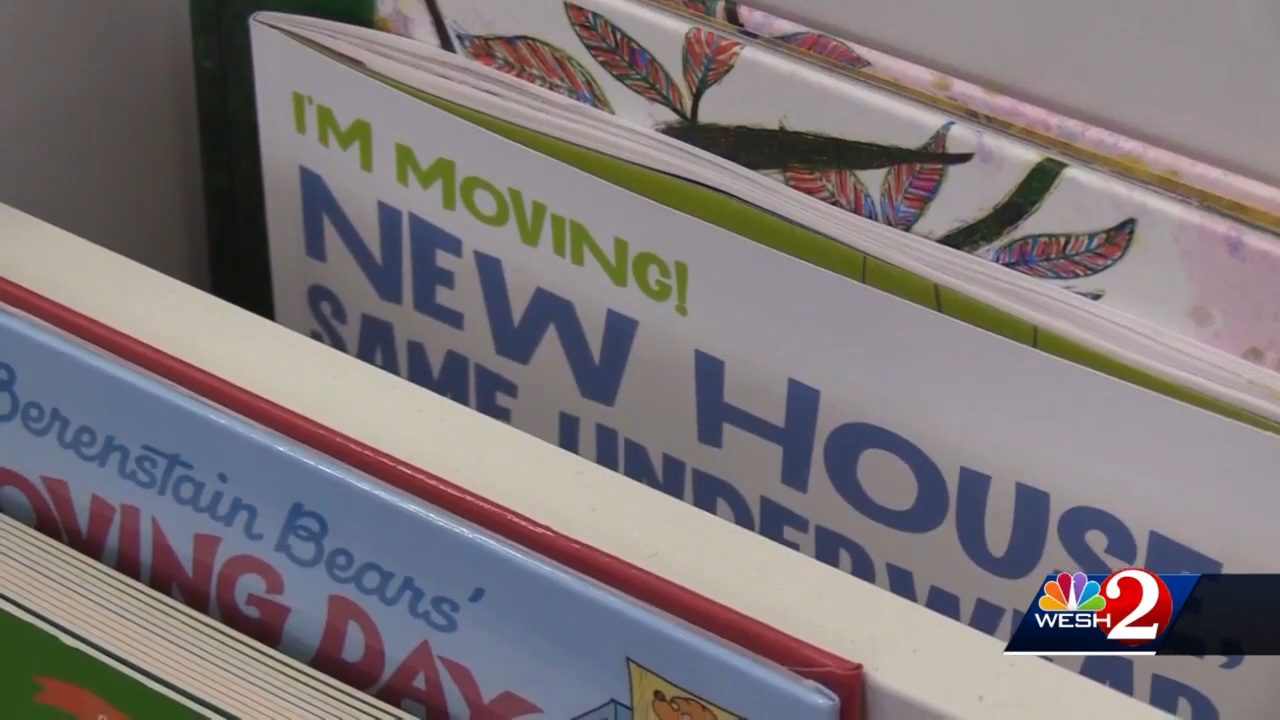 I'M MOVING!
NEW HOUSE,
SAME UNDERWEAR
Berenstain Bears'
MOVING DAY
WESH 2